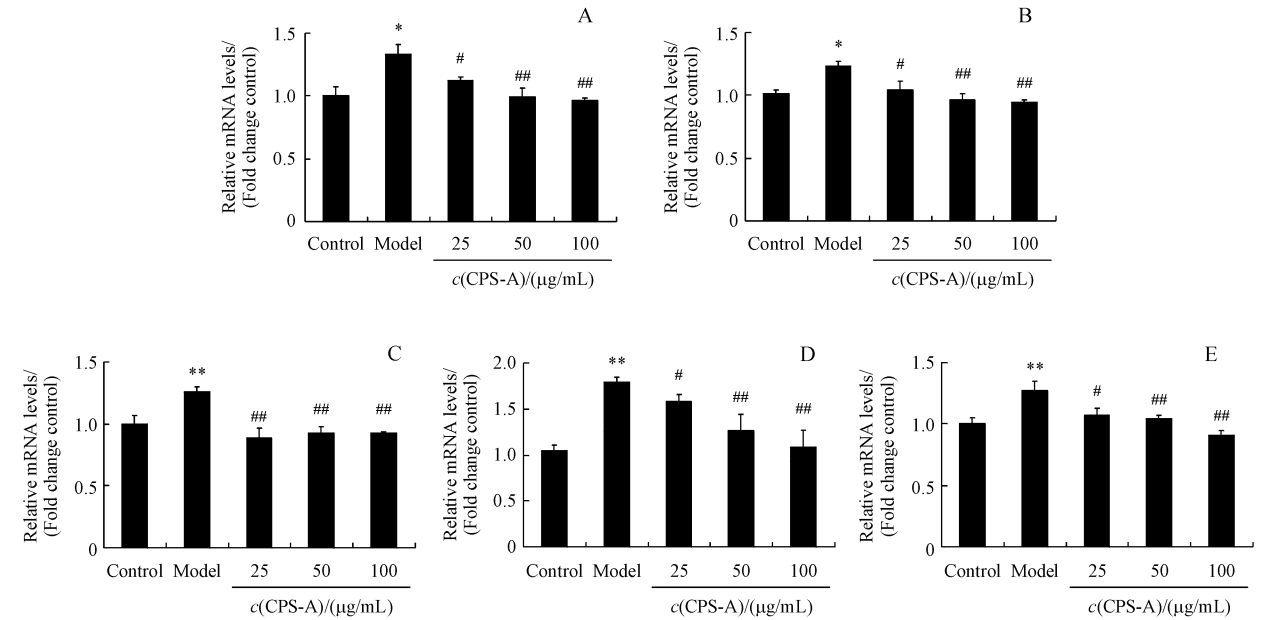 A
Relative mRNA levels/
(Fold change control)
1.5
1.0
0.5
0
*
#
##
##
Control Model 25 50 100
c(CPS-A)/(μg/mL)
B
Relative mRNA levels/
(Fold change control)
1.5
1.0
0.5
0
*
#
##
##
Control Model 25 50 100
c(CPS-A)/(μg/mL)
C
Relative mRNA levels/
(Fold change control)
1.5
1.0
0.5
0
**
##
##
##
Control Model 25 50 100
c(CPS-A)/(μg/mL)
D
Relative mRNA levels/
(Fold change control)
2.0
1.5
1.0
0.5
0
**
#
##
##
Control Model 25 50 100
c(CPS-A)/(μg/mL)
E
Relative mRNA levels/
(Fold change control)
1.5
1.0
0.5
0
**
#
##
##
Control Model 25 50 100
c(CPS-A)/(μg/mL)